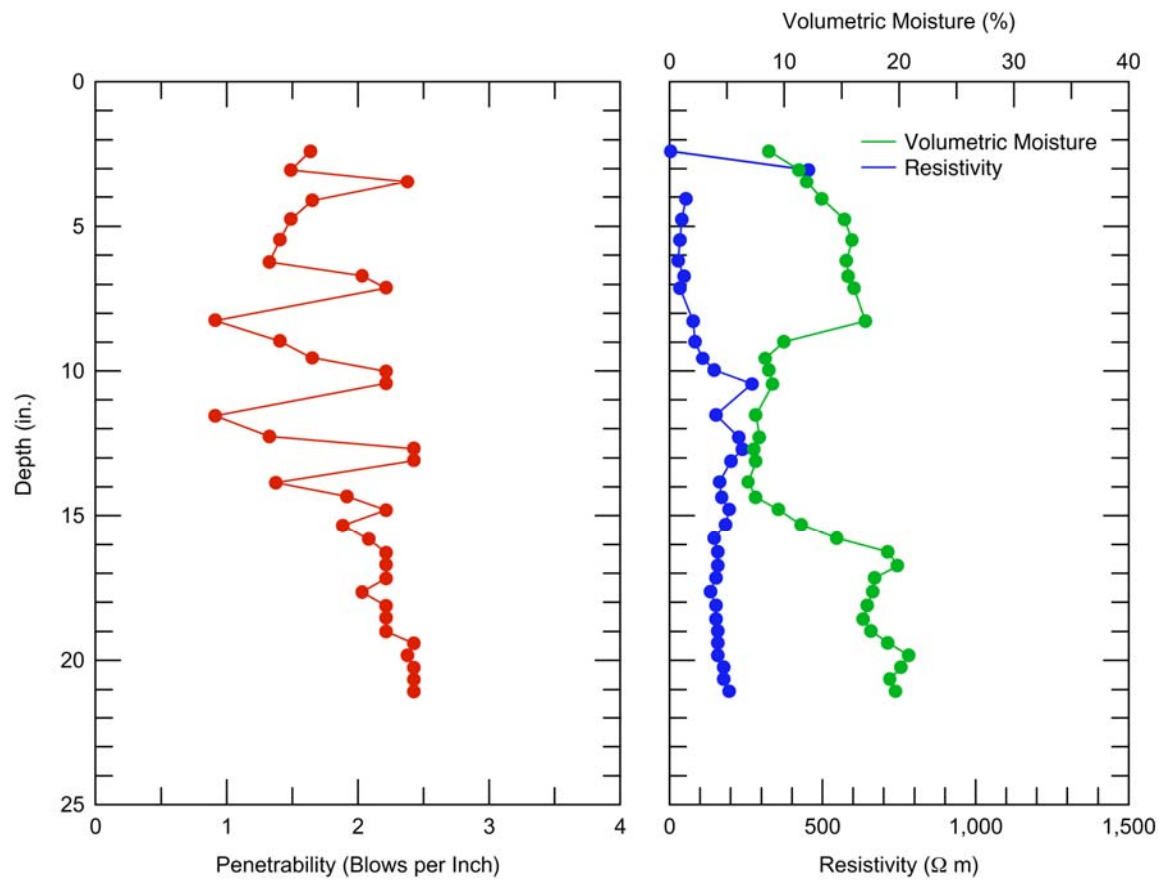 Volumetric Moisture (%)
0 10 20 30 40
0
5
10
15
20
25
Depth (in.)
Volumetric Moisture
Resistivity
0 1 2 3 4
Penetrability (Blows per Inch)
0 500 1,000 1,500
Resistivity (Ω m)